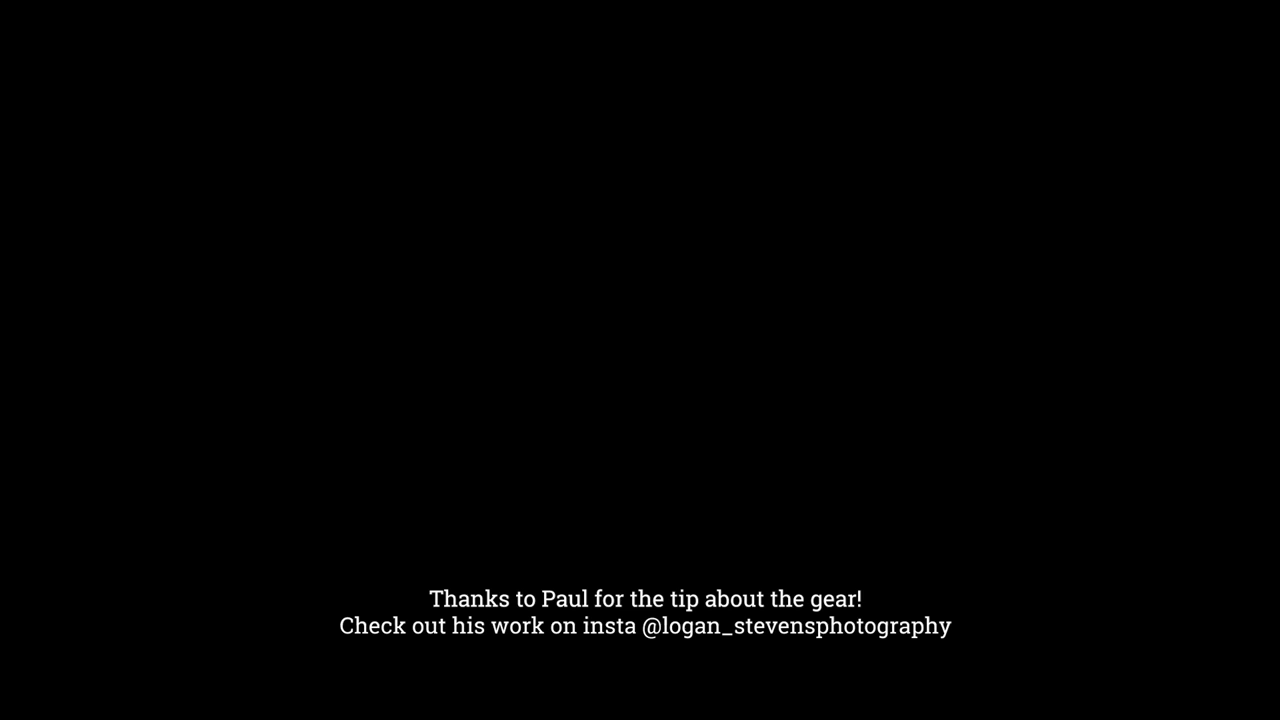 Thanks to Paul for the tip about the gear!
Check out his work on insta @logan_stevensphotography